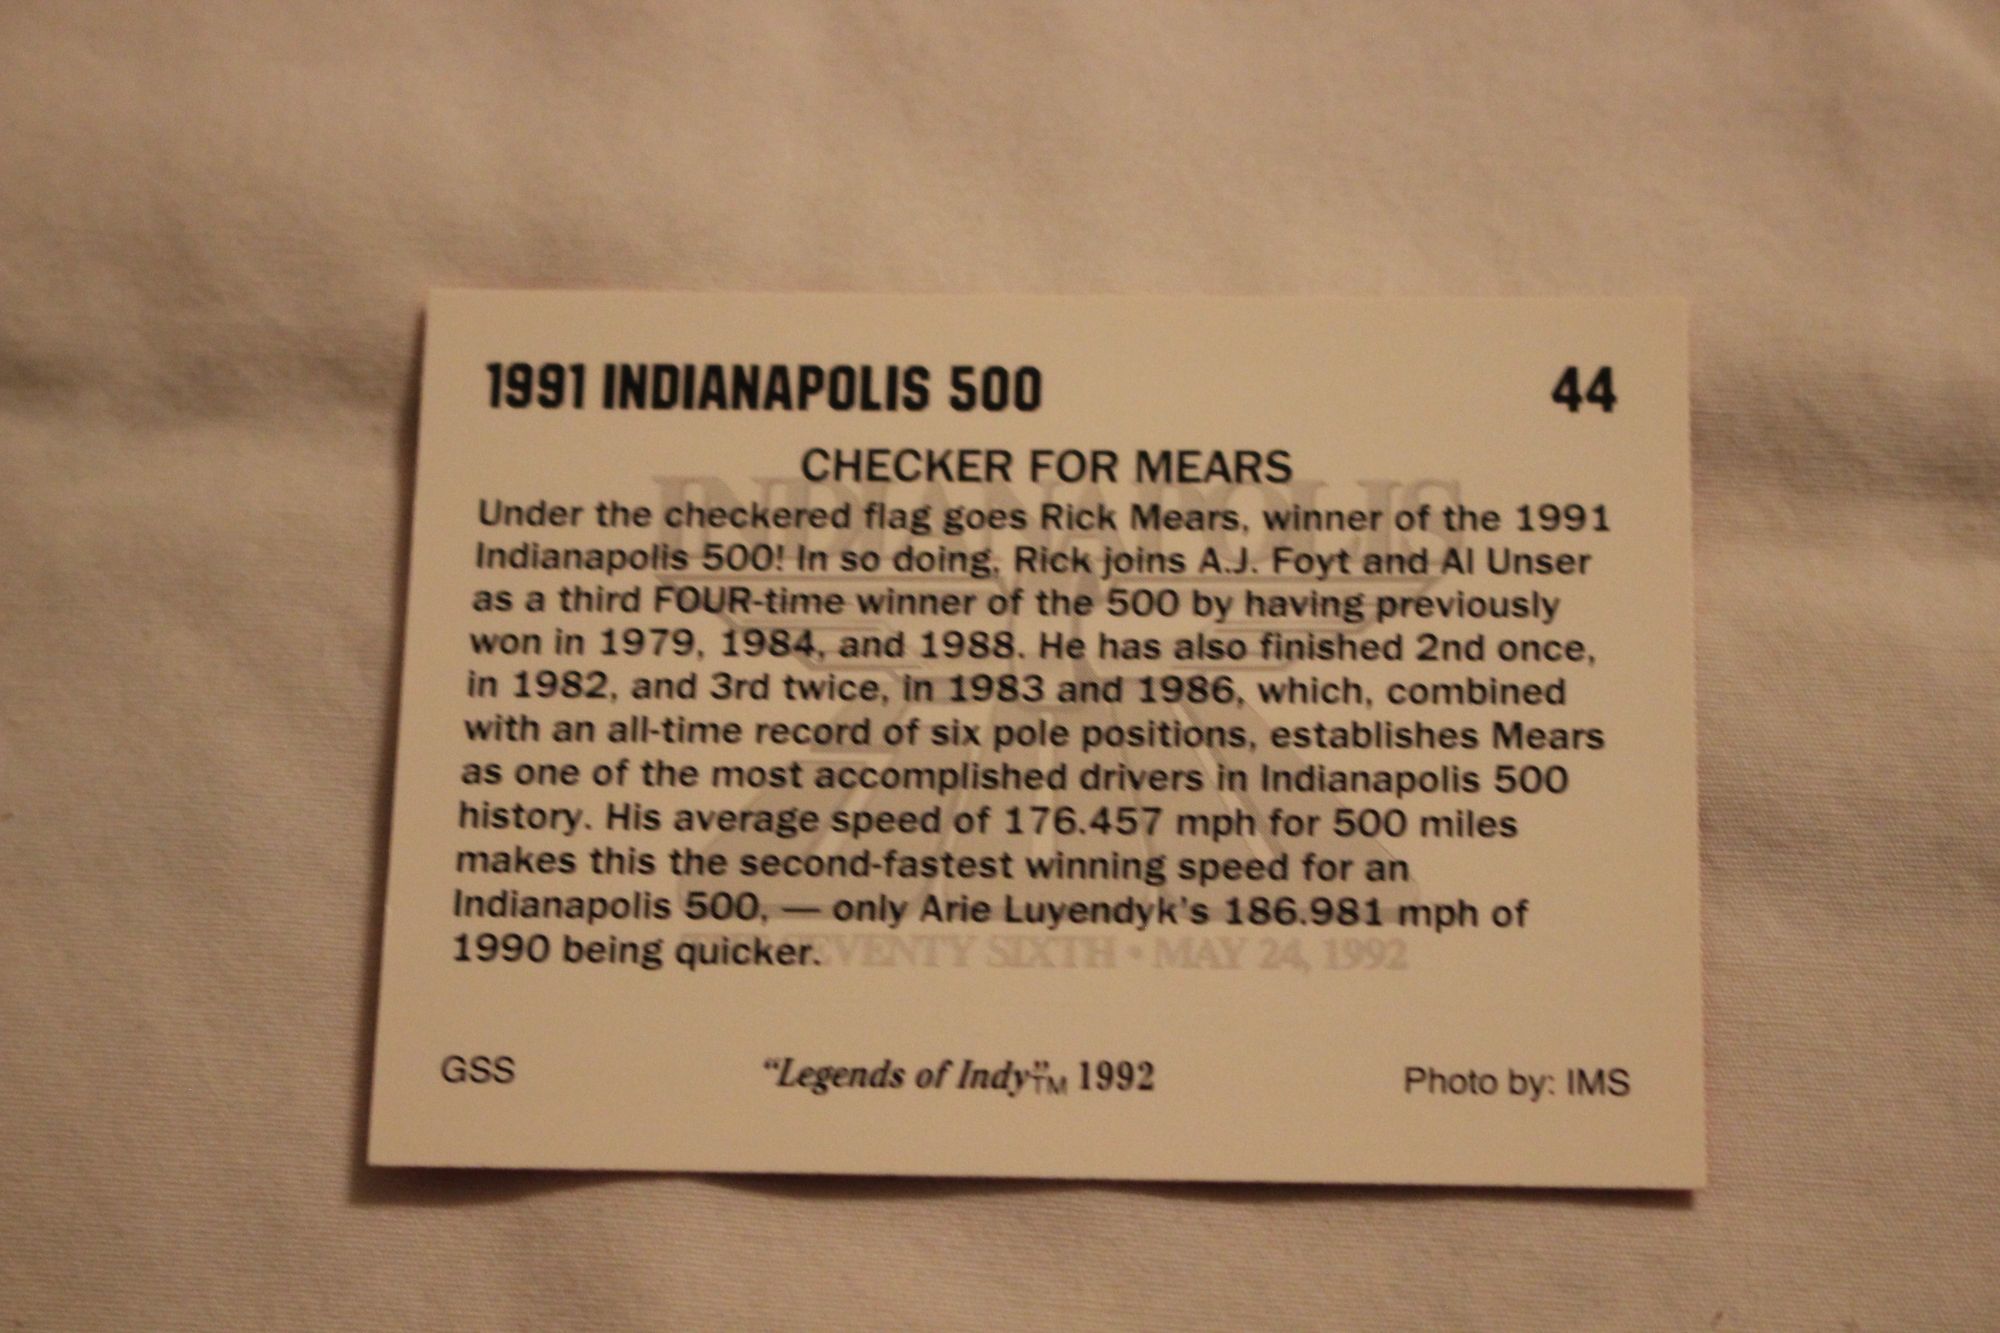 1991 INDIANAPOLIS 500 44
CHECKER FOR MEARS
INDIANAPOLIS
Under the checkered flag goes Rick Mears, winner of the 1991
Indianapolis 500! In so doing, Rick joins A.J. Foyt and Al Unser
as a third FOUR-time winner of the 500 by having previously
won in 1979, 1984, and 1988. He has also finished 2nd once,
in 1982, and 3rd twice, in 1983 and 1986, which, combined
with an all-time record of six pole positions, establishes Mears
as one of the most accomplished drivers in Indianapolis 500
history. His average speed of 176.457 mph for 500 miles
makes this the second-fastest winning speed for an
Indianapolis 500, — only Arie Luyendyk's 186.981 mph of
1990 being quicker.
SEVENTY SIXTH • MAY 24, 1992
GSS "Legends of Indy"TM 1992 Photo by: IMS